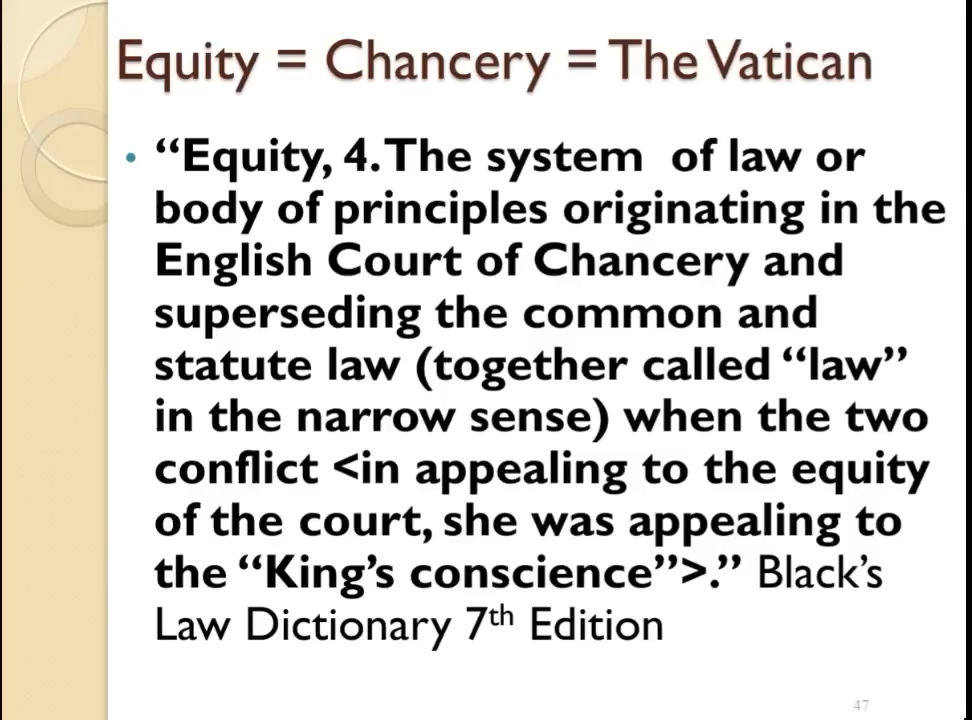 Equity = Chancery = The Vatican
• “Equity, 4. The system of law or
body of principles originating in the
English Court of Chancery and
superseding the common and
statute law (together called “law”
in the narrow sense) when the two
conflict <in appealing to the equity
of the court, she was appealing to
the “King’s conscience”>.” Black’s
Law Dictionary 7th Edition
47